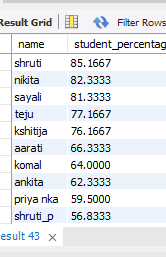 Result Grid Filter Rows
name student_percentag
shruti 85.1667
nikita 82.3333
sayali 81.3333
teju 77.1667
kshitija 76.1667
aarati 66.3333
komal 64.0000
ankita 62.3333
priya nka 59.5000
shruti_p 56.8333
esult 43 ×